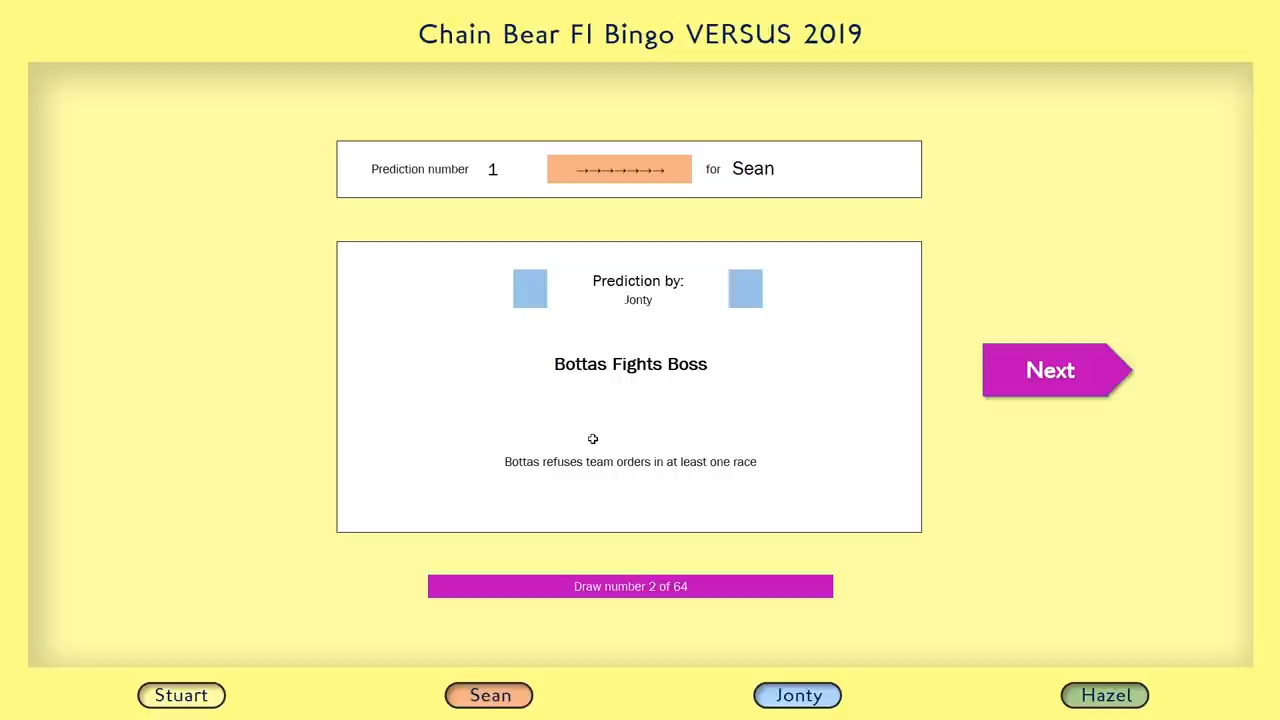 Chain Bear F1 Bingo VERSUS 2019
Prediction number 1 →→→→→→→ for Sean
Prediction by:
Jonty
Bottas Fights Boss
Next
Bottas refuses team orders in at least one race
Draw number 2 of 64
Stuart Sean Jonty Hazel